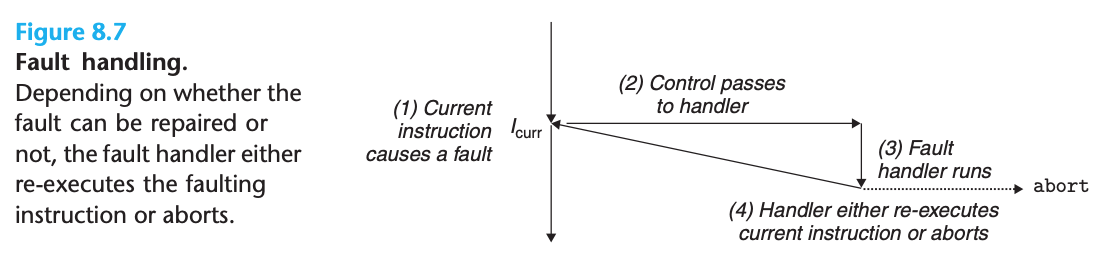 Figure 8.7
Fault handling.
Depending on whether the
fault can be repaired or
not, the fault handler either
re-executes the faulting
instruction or aborts.
(1) Current
instruction
causes a fault
Icurr
(2) Control passes
to handler
(3) Fault
handler runs
abort
(4) Handler either re-executes
current instruction or aborts